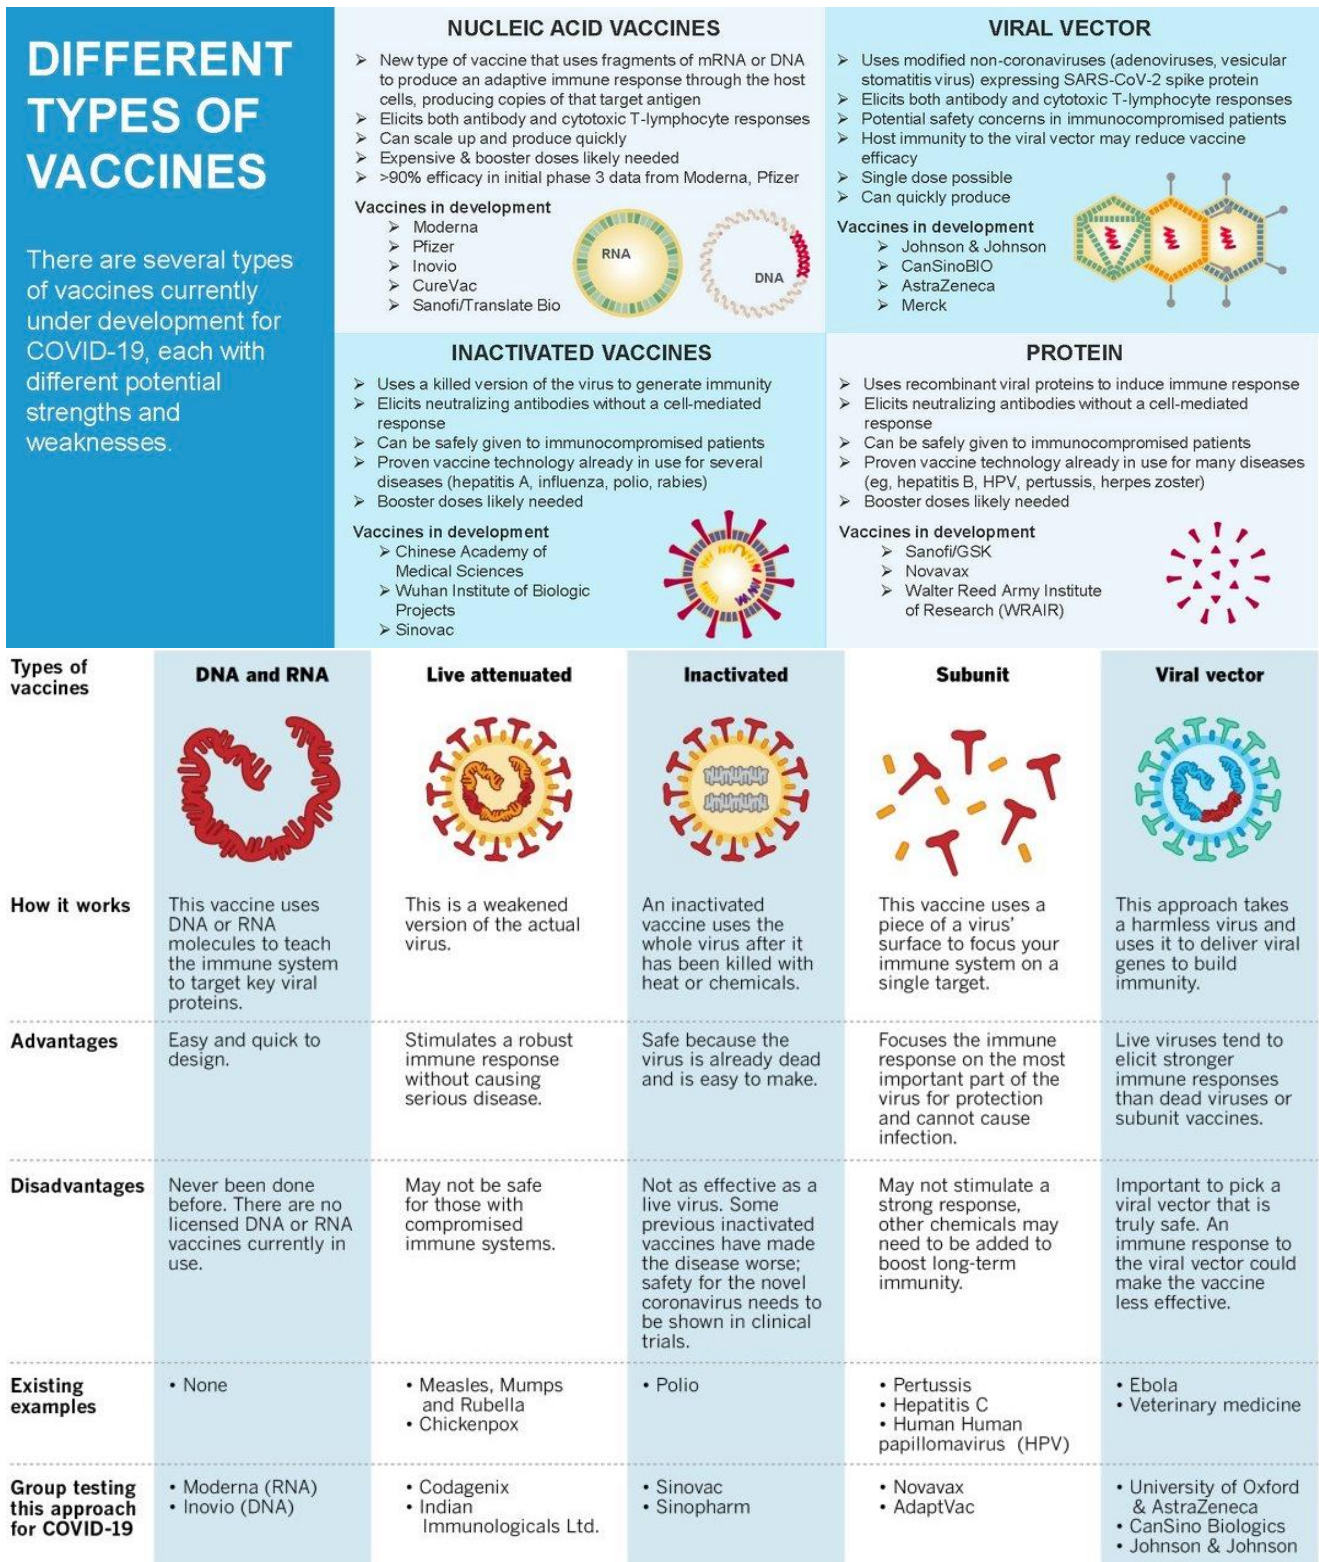 DIFFERENT
TYPES OF
VACCINES
There are several types
of vaccines currently
under development for
COVID-19, each with
different potential
strengths and
weaknesses.
NUCLEIC ACID VACCINES
➢ New type of vaccine that uses fragments of mRNA or DNA
to produce an adaptive immune response through the host
cells, producing copies of that target antigen
➢ Elicits both antibody and cytotoxic T-lymphocyte responses
➢ Can scale up and produce quickly
➢ Expensive & booster doses likely needed
➢ >90% efficacy in initial phase 3 data from Moderna, Pfizer
Vaccines in development
➢ Moderna
➢ Pfizer
➢ Inovio
➢ CureVac
➢ Sanofi/Translate Bio
RNA
DNA
VIRAL VECTOR
➢ Uses modified non-coronaviruses (adenoviruses, vesicular
stomatitis virus) expressing SARS-CoV-2 spike protein
➢ Elicits both antibody and cytotoxic T-lymphocyte responses
➢ Potential safety concerns in immunocompromised patients
➢ Host immunity to the viral vector may reduce vaccine
efficacy
➢ Single dose possible
➢ Can quickly produce
Vaccines in development
➢ Johnson & Johnson
➢ CanSinoBIO
➢ AstraZeneca
➢ Merck
INACTIVATED VACCINES
➢ Uses a killed version of the virus to generate immunity
➢ Elicits neutralizing antibodies without a cell-mediated
response
➢ Can be safely given to immunocompromised patients
➢ Proven vaccine technology already in use for several
diseases (hepatitis A, influenza, polio, rabies)
➢ Booster doses likely needed
Vaccines in development
➢ Chinese Academy of
Medical Sciences
➢ Wuhan Institute of Biologic
Projects
➢ Sinovac
PROTEIN
➢ Uses recombinant viral proteins to induce immune response
➢ Elicits neutralizing antibodies without a cell-mediated
response
➢ Can be safely given to immunocompromised patients
➢ Proven vaccine technology already in use for many diseases
(eg, hepatitis B, HPV, pertussis, herpes zoster)
➢ Booster doses likely needed
Vaccines in development
➢ Sanofi/GSK
➢ Novavax
➢ Walter Reed Army Institute
of Research (WRAIR)
Types of
vaccines
DNA and RNA
Live attenuated
Inactivated
Subunit
Viral vector
How it works
This vaccine uses
DNA or RNA
molecules to teach
the immune system
to target key viral
proteins.
This is a weakened
version of the actual
virus.
An inactivated
vaccine uses the
whole virus after it
has been killed with
heat or chemicals.
This vaccine uses a
piece of a virus'
surface to focus your
immune system on a
single target.
This approach takes
a harmless virus and
uses it to deliver viral
genes to build
immunity.
Advantages
Easy and quick to
design.
Stimulates a robust
immune response
without causing
serious disease.
Safe because the
virus is already dead
and is easy to make.
Focuses the immune
response on the most
important part of the
virus for protection
and cannot cause
infection.
Live viruses tend to
elicit stronger
immune responses
than dead viruses or
subunit vaccines.
Disadvantages
Never been done
before. There are no
licensed DNA or RNA
vaccines currently in
use.
May not be safe
for those with
compromised
immune systems.
Not as effective as a
live virus. Some
previous inactivated
vaccines have made
the disease worse;
safety for the novel
coronavirus needs to
be shown in clinical
trials.
May not stimulate a
strong response,
other chemicals may
need to be added to
boost long-term
immunity.
Important to pick a
viral vector that is
truly safe. An
immune response to
the viral vector could
make the vaccine
less effective.
Existing
examples
• None
• Measles, Mumps
and Rubella
• Chickenpox
• Polio
• Pertussis
• Hepatitis C
• Human Human
papillomavirus (HPV)
• Ebola
• Veterinary medicine
Group testing
this approach
for COVID-19
• Moderna (RNA)
• Inovio (DNA)
• Codagenix
• Indian
Immunologicals Ltd.
• Sinovac
• Sinopharm
• Novavax
• AdaptVac
• University of Oxford
& AstraZeneca
• CanSino Biologics
• Johnson & Johnson